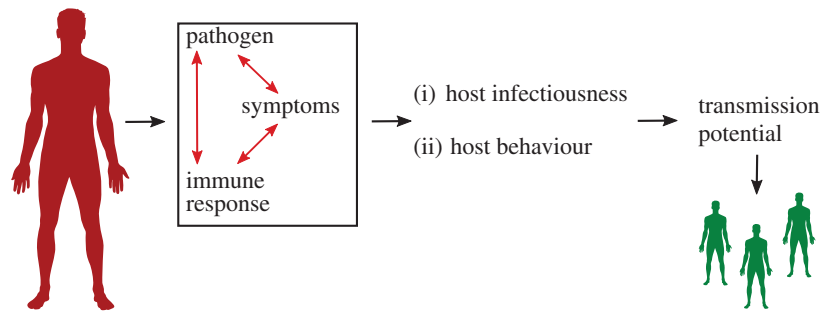 pathogen
symptoms
immune
response
(i) host infectiousness
(ii) host behaviour
transmission
potential